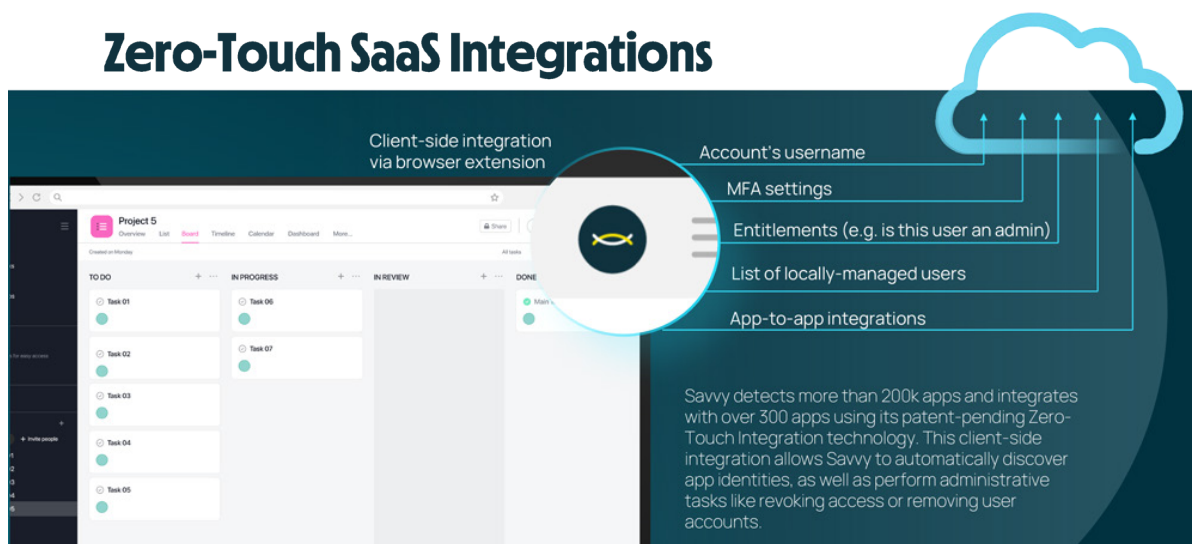 Zero-Touch SaaS Integrations
Client-side integration
via browser extension
Account's username
MFA settings
Entitlements (e.g. is this user an admin)
List of locally-managed users
App-to-app integrations
Project 5
Overview List Board Timeline Calendar Dashboard More...
Share
Created on Monday
All tasks
TO DO
IN PROGRESS
IN REVIEW
DONE
Task 01
Task 06
Main
Task 02
Task 07
Task 03
Task 04
Task 05
for easy access
+ Invite people
Savvy detects more than 200k apps and integrates
with over 300 apps using its patent-pending Zero-
Touch Integration technology. This client-side
integration allows Savvy to automatically discover
app identities, as well as perform administrative
tasks like revoking access or removing user
accounts.